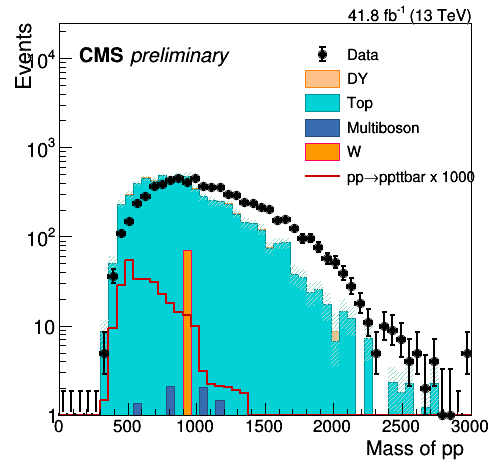 41.8 fb⁻¹ (13 TeV)
Events
CMS preliminary
Data
DY
Top
Multiboson
W
pp→ppttbar x 1000
10⁴
10³
10²
10
1
0 500 1000 1500 2000 2500 3000
Mass of pp